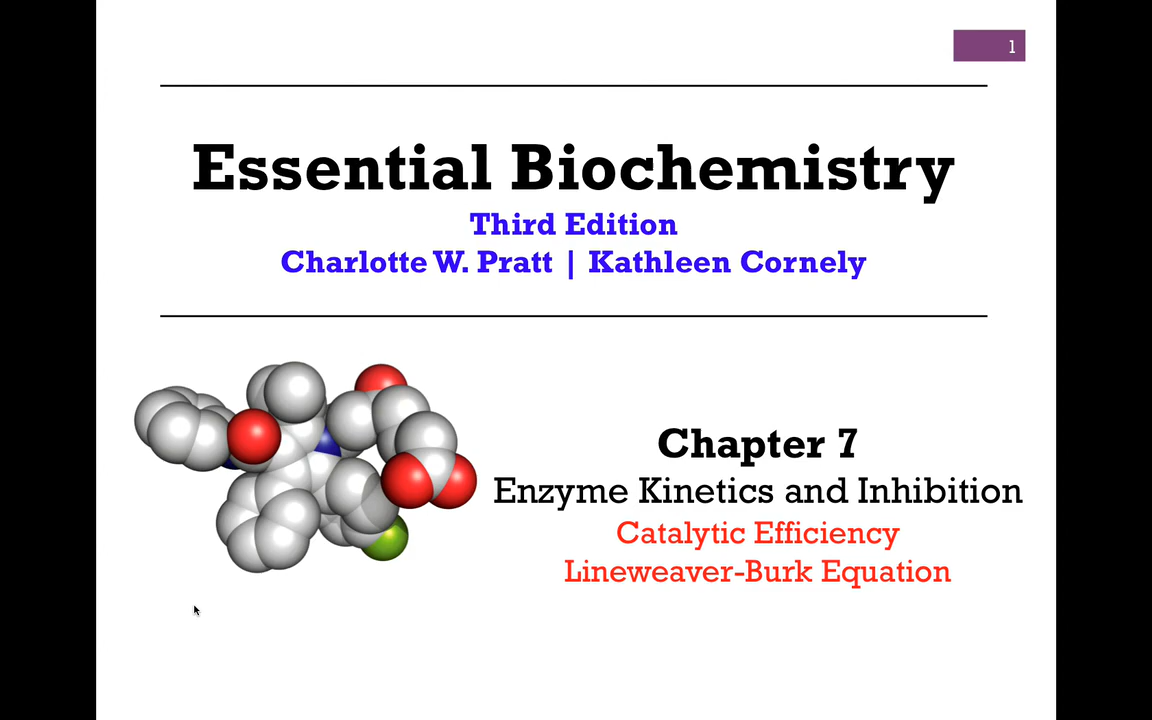 1
Essential Biochemistry
Third Edition
Charlotte W. Pratt | Kathleen Cornely
Chapter 7
Enzyme Kinetics and Inhibition
Catalytic Efficiency
Lineweaver-Burk Equation